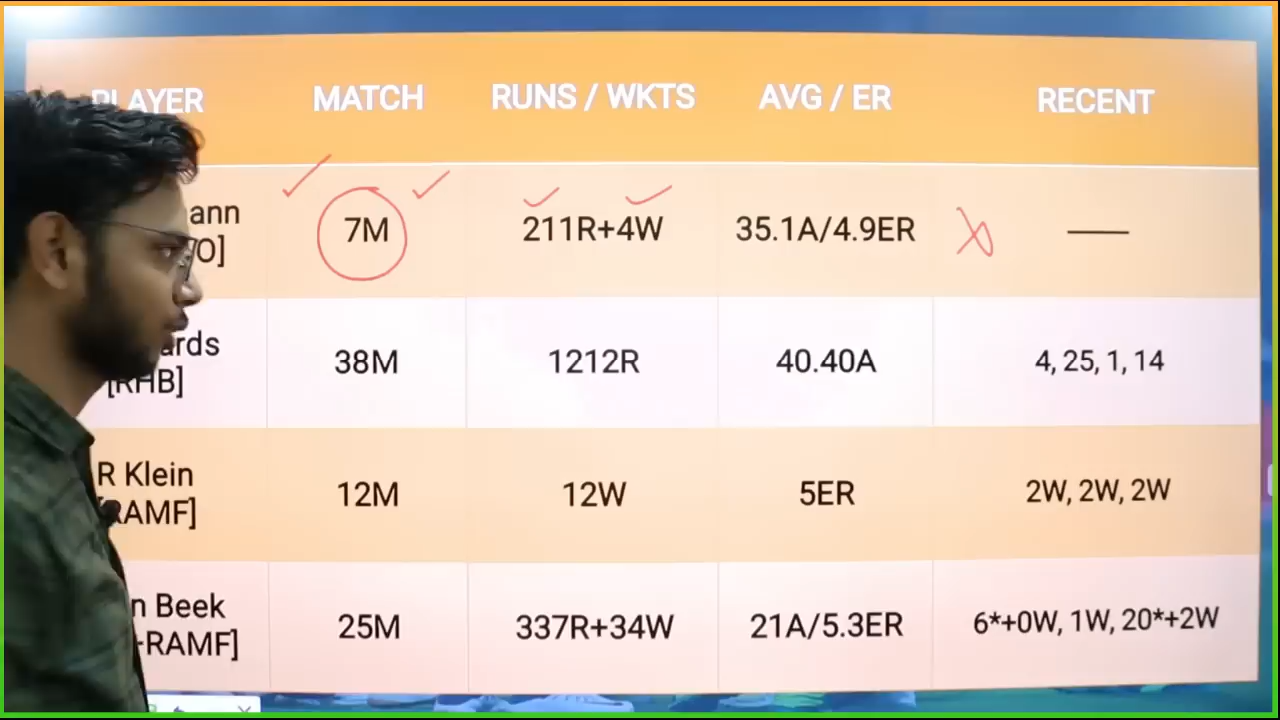 PLAYER MATCH RUNS / WKTS AVG / ER RECENT
ann 7M 211R+4W 35.1A/4.9ER —
O]
ards 38M 1212R 40.40A 4, 25, 1, 14
[RHB]
R Klein 12M 12W 5ER 2W, 2W, 2W
[RAMF]
n Beek 25M 337R+34W 21A/5.3ER 6*+0W, 1W, 20*+2W
+RAMF]